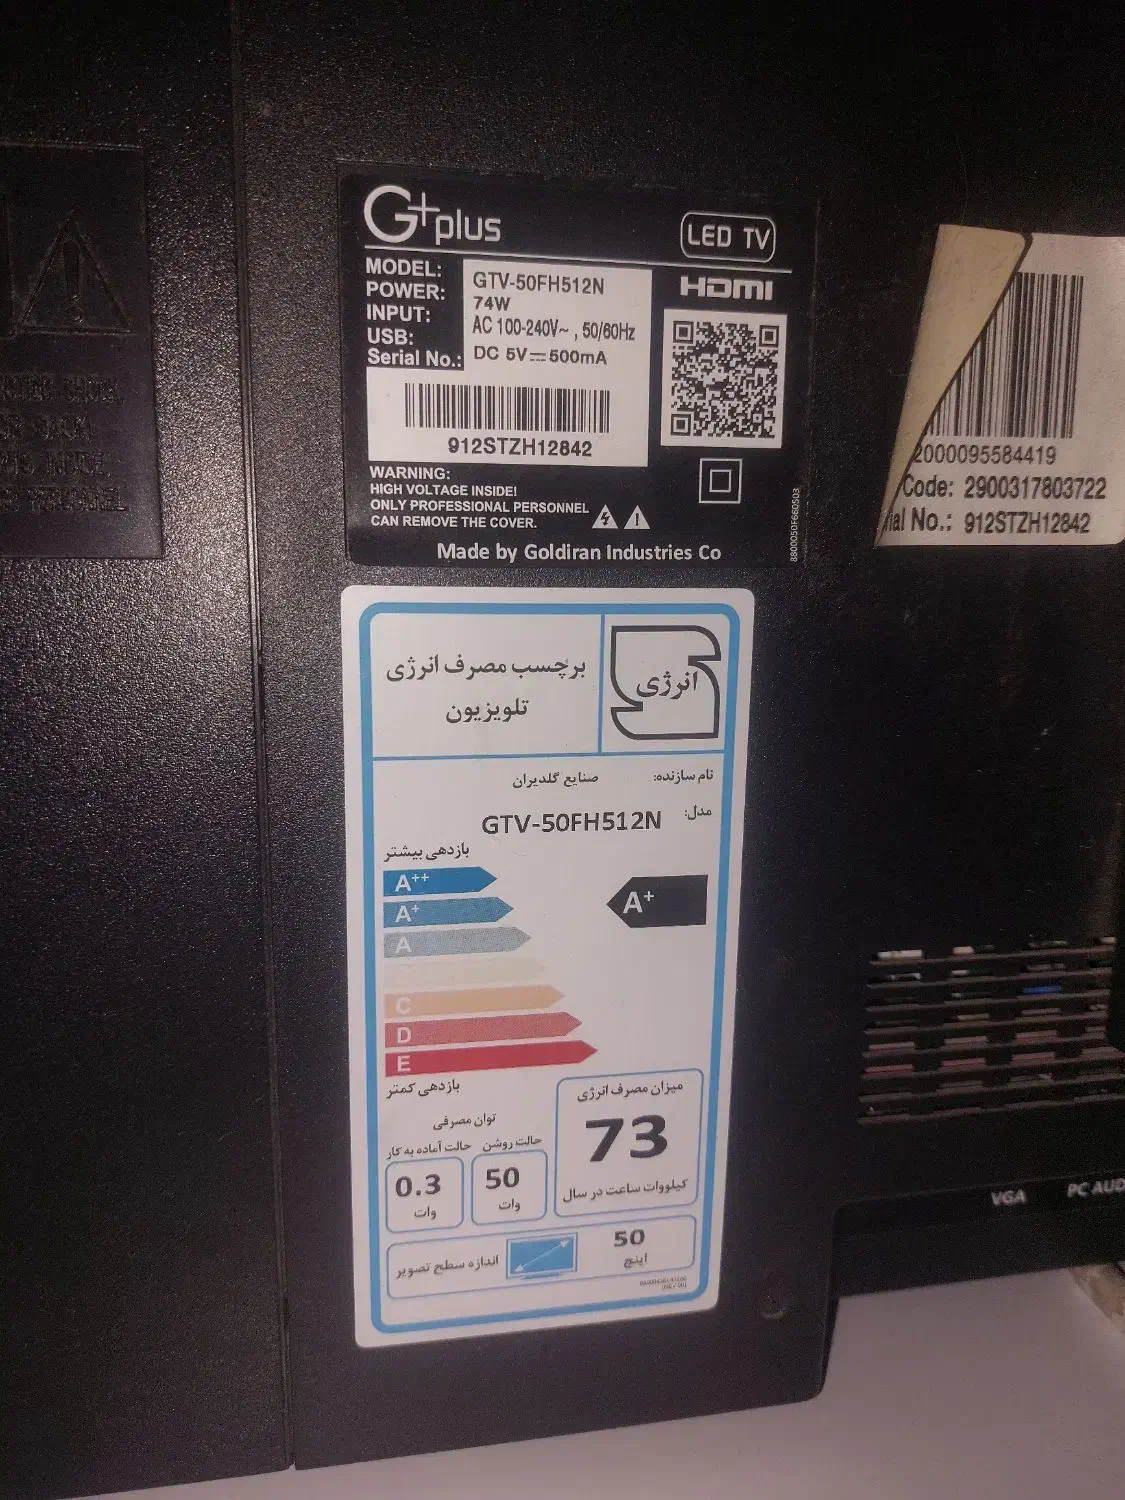 G+plus
LED TV
HDMI
MODEL: GTV-50FH512N
POWER: 74W
INPUT: AC 100-240V~ , 50/60Hz
USB: DC 5V⎓500mA
Serial No.:
912STZH12842
WARNING:
HIGH VOLTAGE INSIDE!
ONLY PROFESSIONAL PERSONNEL
CAN REMOVE THE COVER.
Made by Goldiran Industries Co
8800050F660503
2000095584419
Code: 2900317803722
ial No.: 912STZH12842
برچسب مصرف انرژی
تلویزیون
انرژی
نام سازنده: صنایع گلدیران
مدل: GTV-50FH512N
بازدهی بیشتر
A++
A+
A+
A
C
D
E
بازدهی کمتر
میزان مصرف انرژی
73
کیلووات ساعت در سال
توان مصرفی
حالت روشن
50
وات
حالت آماده به کار
0.3
وات
50
اینچ
اندازه سطح تصویر
VGA
PC AUD